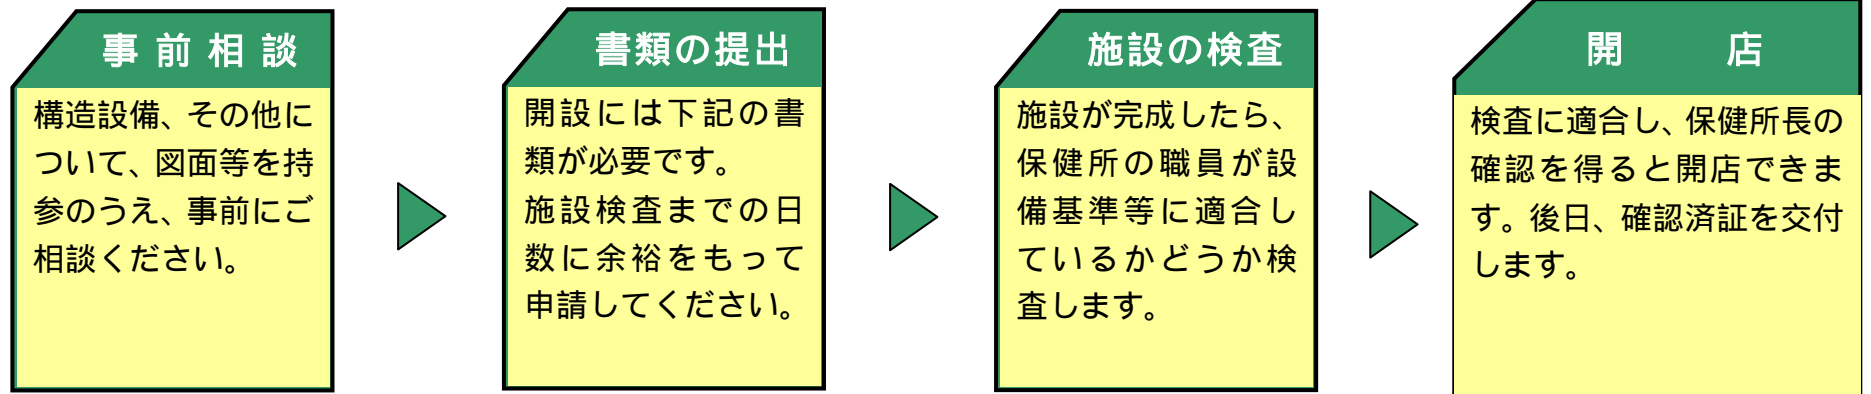 事前相談
構造設備、その他に
ついて、図面等を持
参のうえ、事前にご
相談ください。
書類の提出
開設には下記の書
類が必要です。
施設検査までの日
数に余裕をもって
申請してください。
施設の検査
施設が完成したら、
保健所の職員が設
備基準等に適合し
ているかどうか検
査します。
開店
検査に適合し、保健所長の
確認を得ると開店できま
す。後日、確認済証を交付
します。